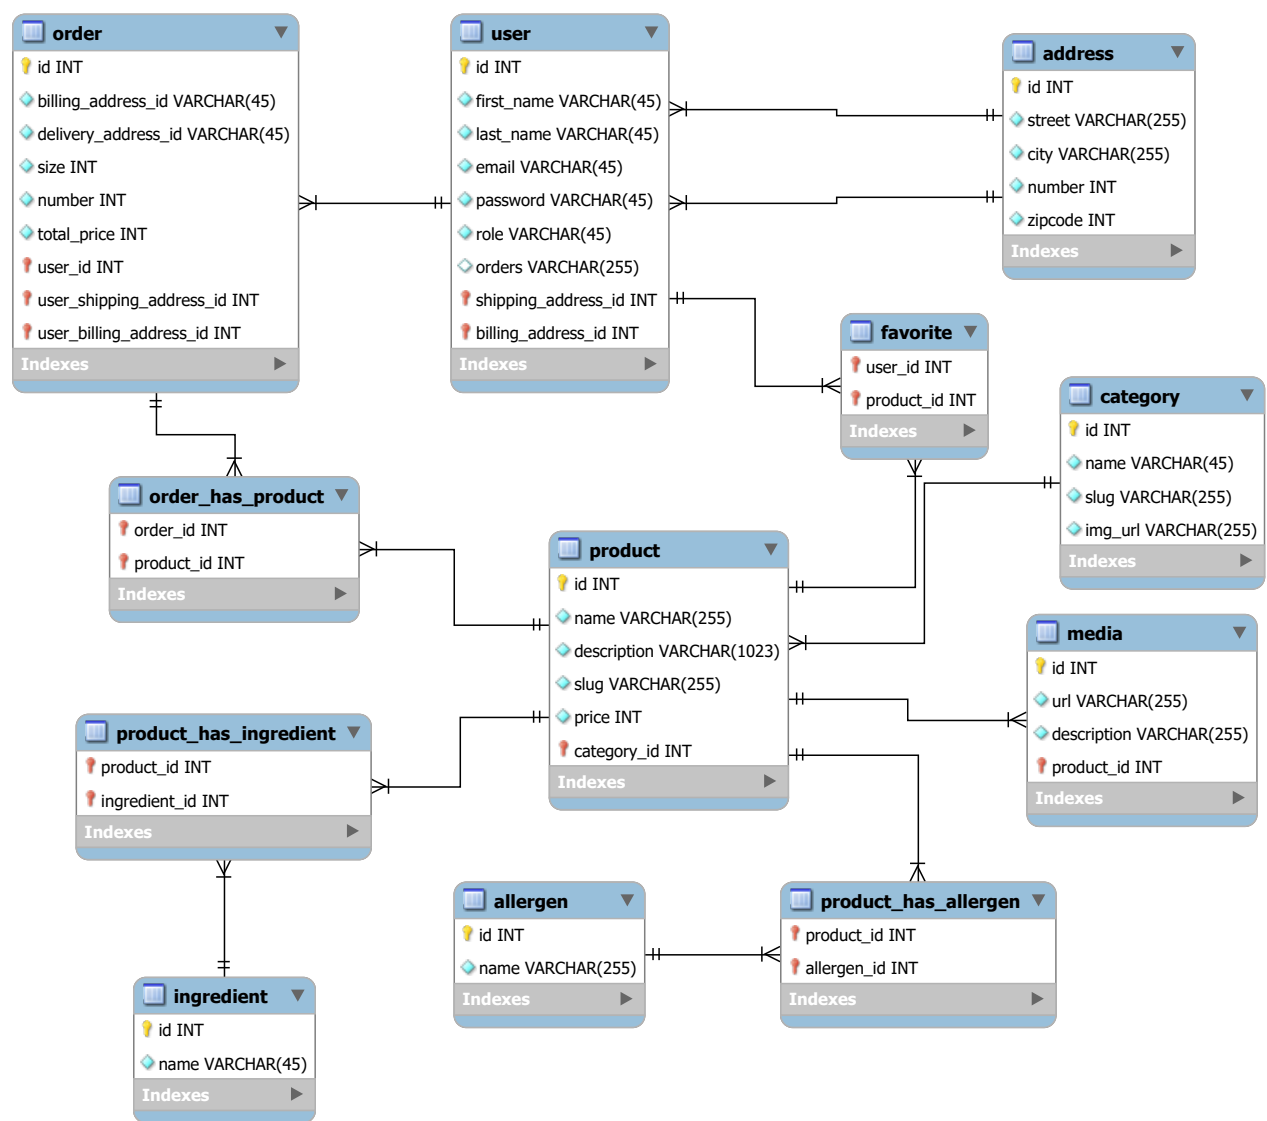 order
id INT
billing_address_id VARCHAR(45)
delivery_address_id VARCHAR(45)
size INT
number INT
total_price INT
user_id INT
user_shipping_address_id INT
user_billing_address_id INT
Indexes
user
id INT
first_name VARCHAR(45)
last_name VARCHAR(45)
email VARCHAR(45)
password VARCHAR(45)
role VARCHAR(45)
orders VARCHAR(255)
shipping_address_id INT
billing_address_id INT
Indexes
address
id INT
street VARCHAR(255)
city VARCHAR(255)
number INT
zipcode INT
Indexes
favorite
user_id INT
product_id INT
Indexes
category
id INT
name VARCHAR(45)
slug VARCHAR(255)
img_url VARCHAR(255)
Indexes
order_has_product
order_id INT
product_id INT
Indexes
product
id INT
name VARCHAR(255)
description VARCHAR(1023)
slug VARCHAR(255)
price INT
category_id INT
Indexes
media
id INT
url VARCHAR(255)
description VARCHAR(255)
product_id INT
Indexes
product_has_ingredient
product_id INT
ingredient_id INT
Indexes
allergen
id INT
name VARCHAR(255)
Indexes
product_has_allergen
product_id INT
allergen_id INT
Indexes
ingredient
id INT
name VARCHAR(45)
Indexes